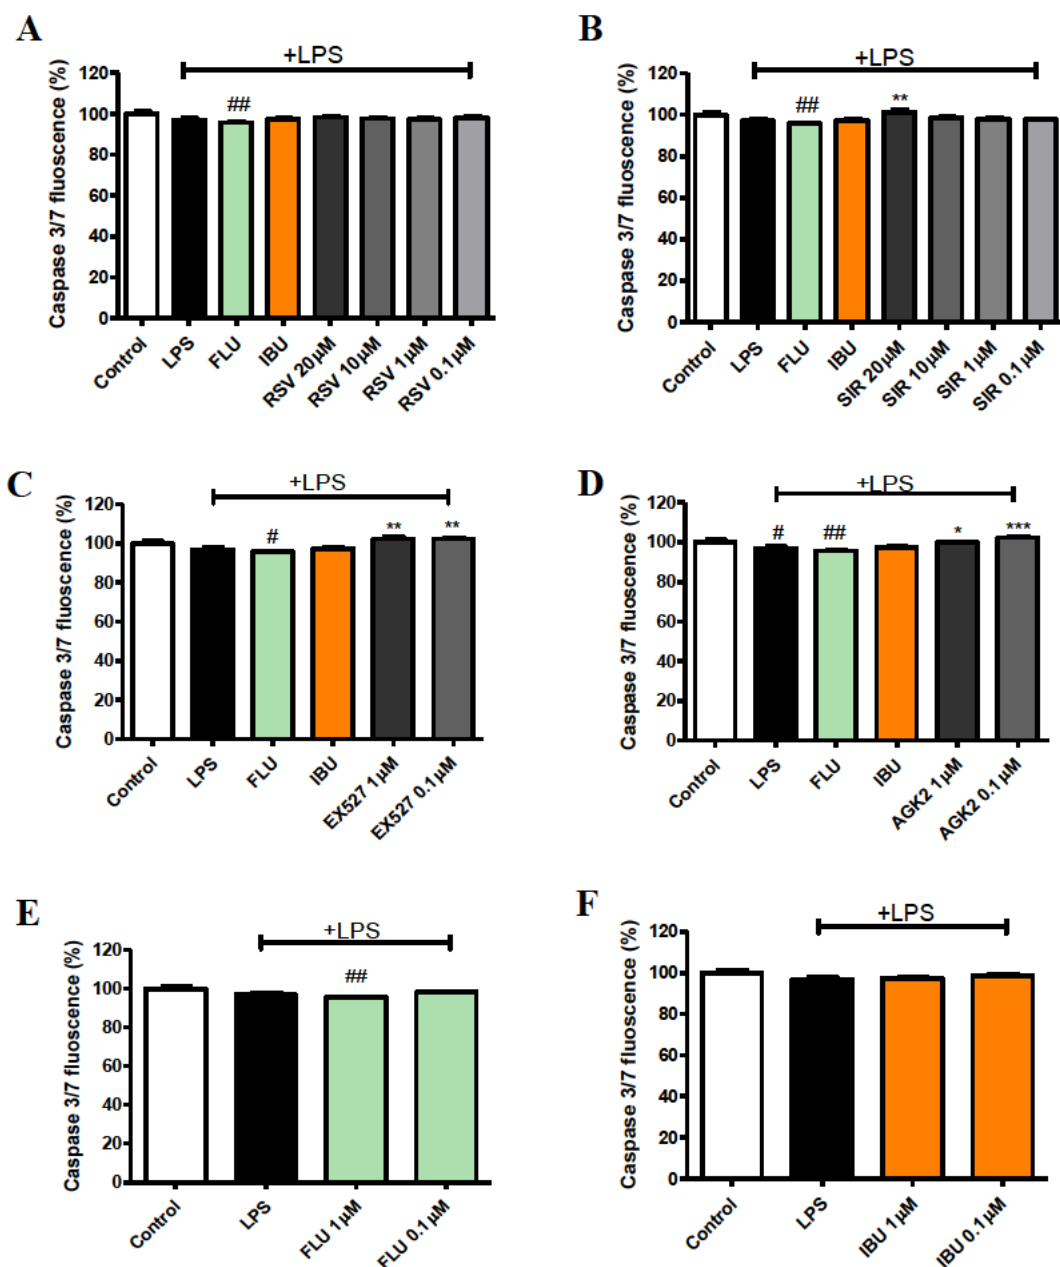 A
+LPS
Caspase 3/7 fluoscence (%)
120
100
80
60
40
20
0
##
Control
LPS
FLU
IBU
RSV 20µM
RSV 10µM
RSV 1µM
RSV 0.1µM
B
+LPS
Caspase 3/7 fluoscence (%)
120
100
80
60
40
20
0
##
**
Control
LPS
FLU
IBU
SIR 20µM
SIR 10µM
SIR 1µM
SIR 0.1µM
C
+LPS
Caspase 3/7 fluoscence (%)
120
100
80
60
40
20
0
#
**
**
Control
LPS
FLU
IBU
EX527 1µM
EX527 0.1µM
D
+LPS
Caspase 3/7 fluoscence (%)
120
100
80
60
40
20
0
#
##
*
***
Control
LPS
FLU
IBU
AGK2 1µM
AGK2 0.1µM
E
+LPS
Caspase 3/7 fluoscence (%)
120
100
80
60
40
20
0
##
Control
LPS
FLU 1µM
FLU 0.1µM
F
+LPS
Caspase 3/7 fluoscence (%)
120
100
80
60
40
20
0
Control
LPS
IBU 1µM
IBU 0.1µM